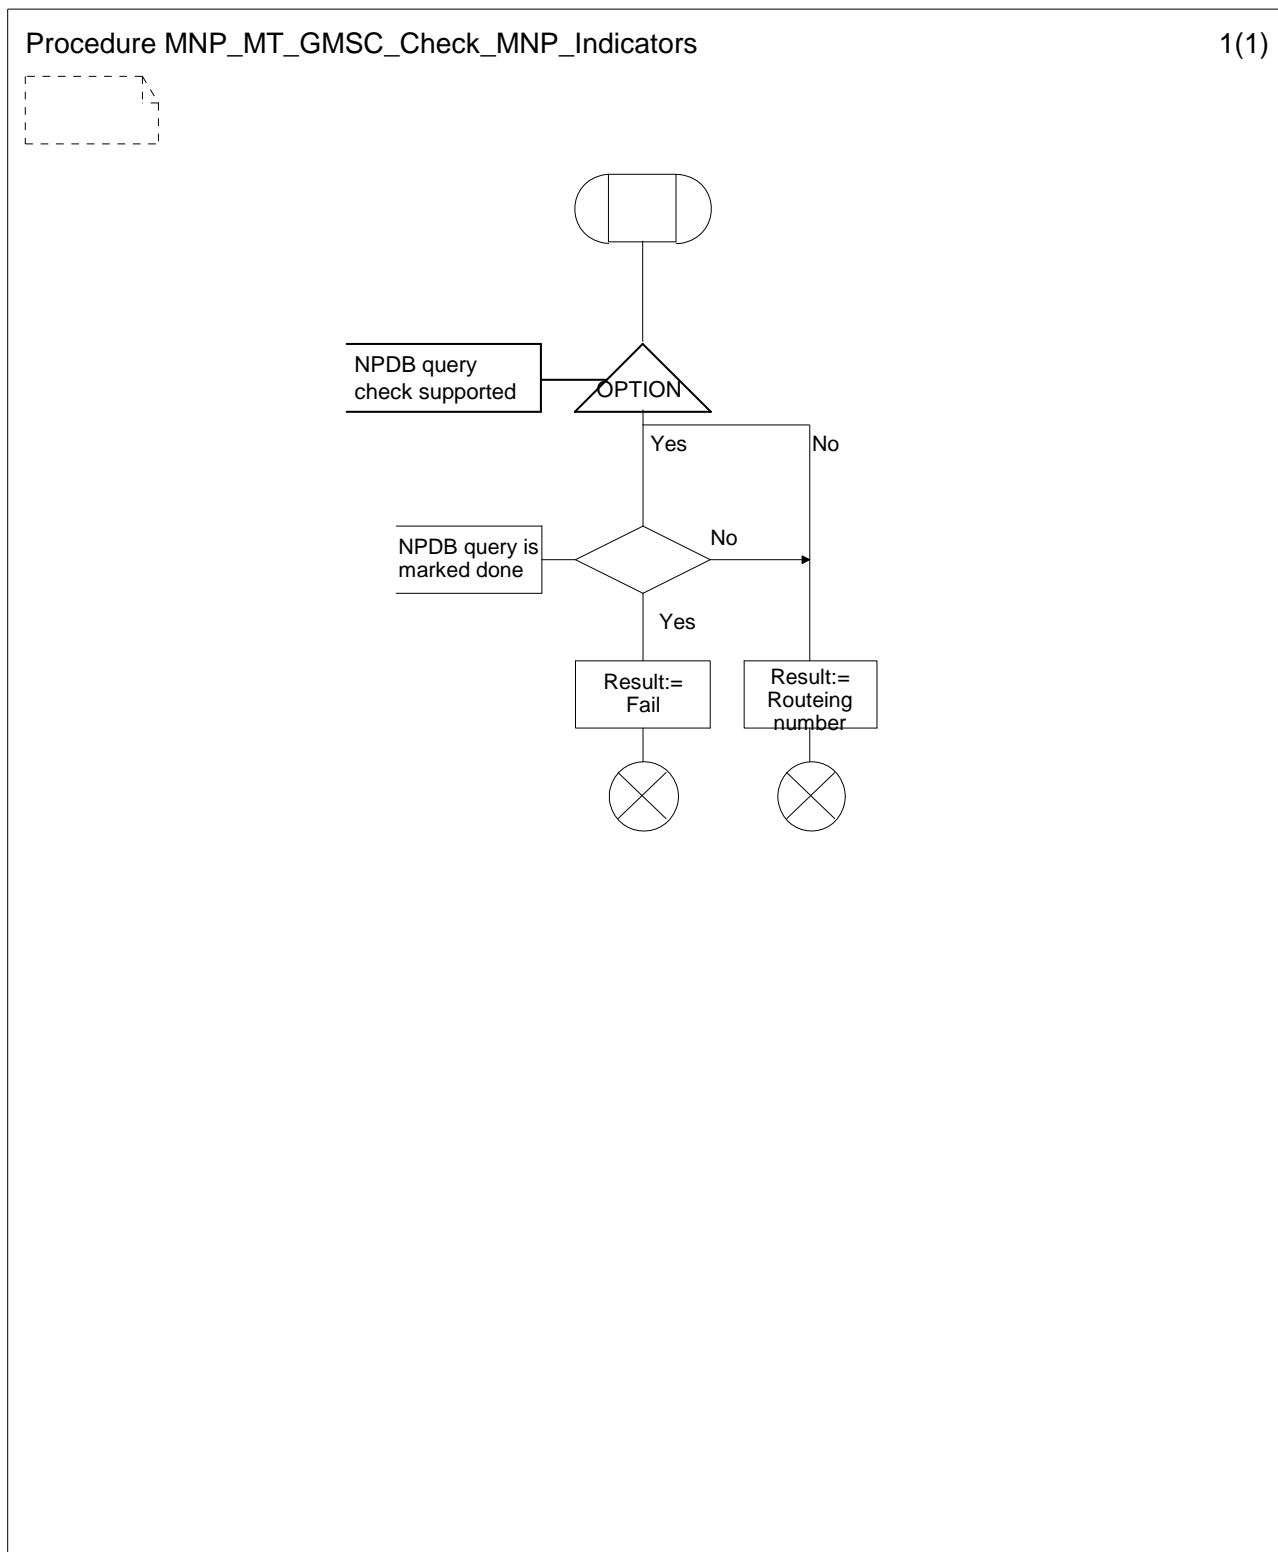 Procedure MNP_MT_GMSC_Check_MNP_Indicators 1(1)
NPDB query
check supported
OPTION
Yes
No
NPDB query is
marked done
No
Yes
Result:=
Fail
Result:=
Routeing
number